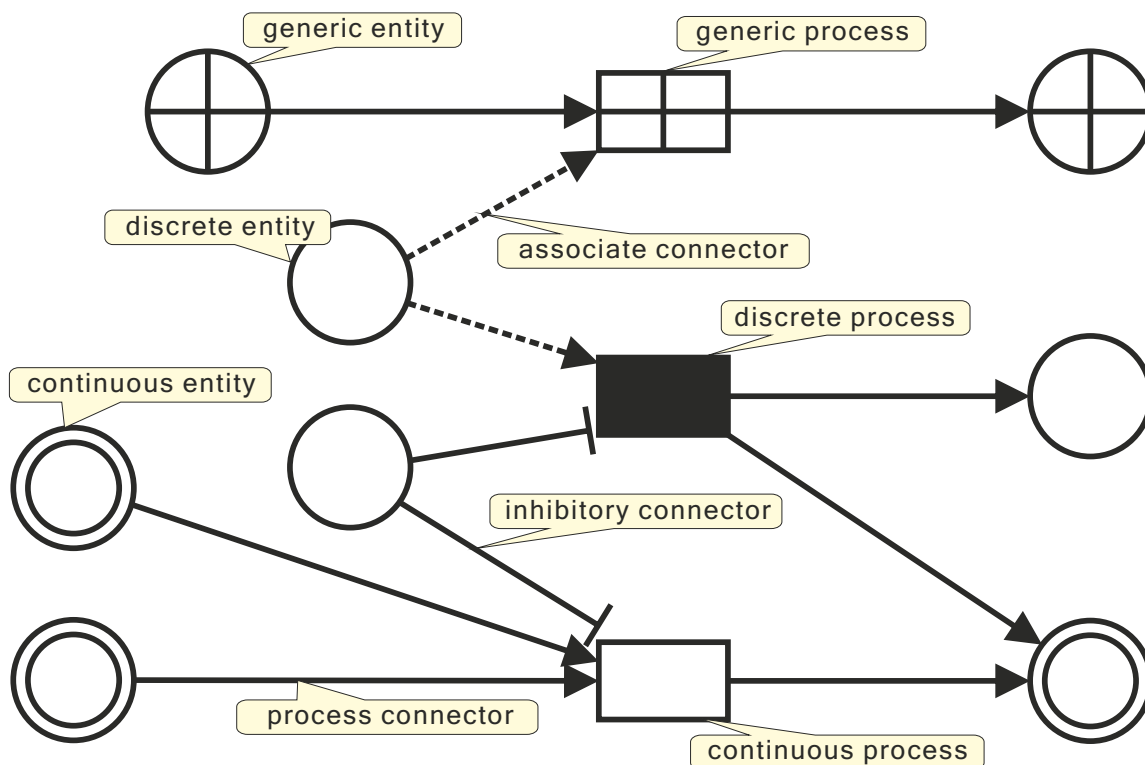 generic entity
generic process
discrete entity
associate connector
discrete process
continuous entity
inhibitory connector
process connector
continuous process